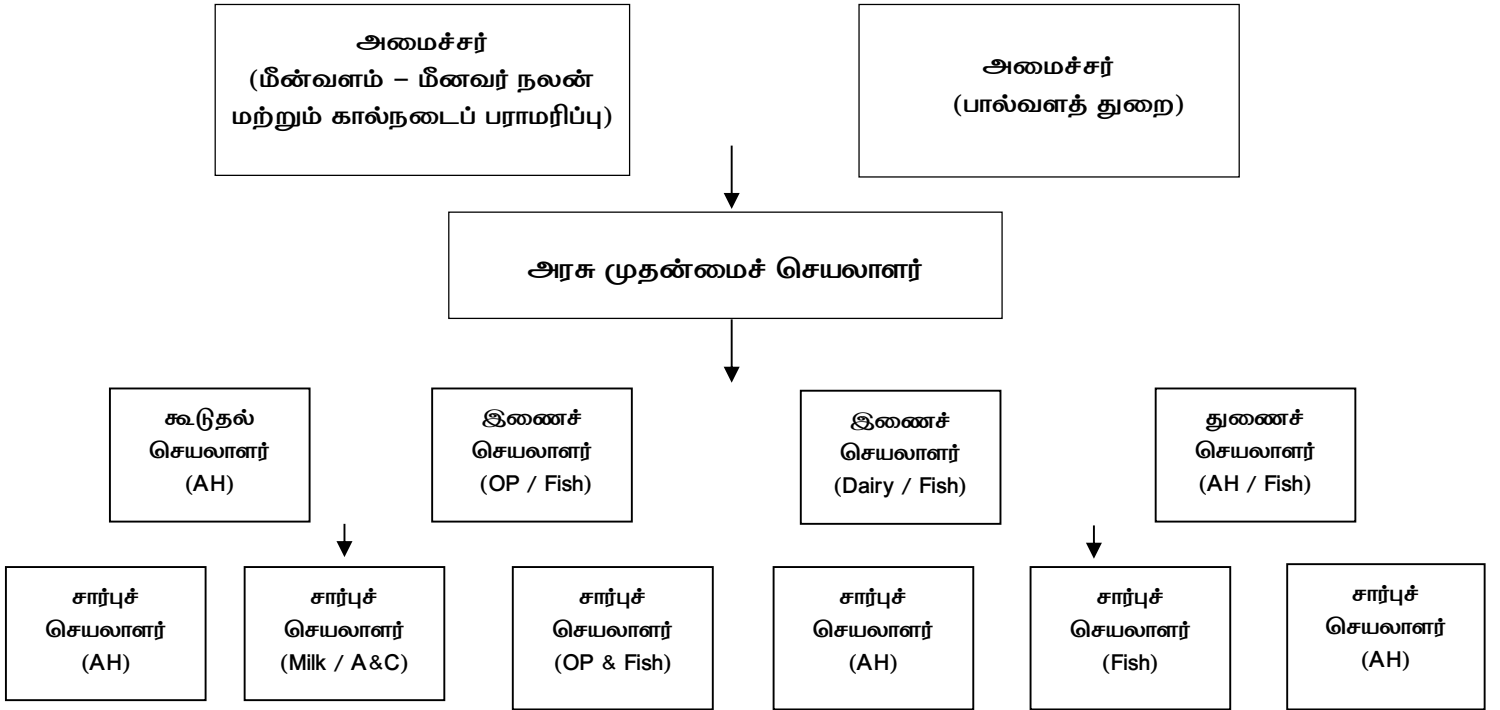 அமைச்சர்
(மீன்வளம் – மீனவர் நலன்
மற்றும் கால்நடைப் பராமரிப்பு)
அமைச்சர்
(பால்வளத் துறை)
அரசு முதன்மைச் செயலாளர்
கூடுதல்
செயலாளர்
(AH)
இணைச்
செயலாளர்
(OP / Fish)
இணைச்
செயலாளர்
(Dairy / Fish)
துணைச்
செயலாளர்
(AH / Fish)
சார்புச்
செயலாளர்
(AH)
சார்புச்
செயலாளர்
(Milk / A&C)
சார்புச்
செயலாளர்
(OP & Fish)
சார்புச்
செயலாளர்
(AH)
சார்புச்
செயலாளர்
(Fish)
சார்புச்
செயலாளர்
(AH)